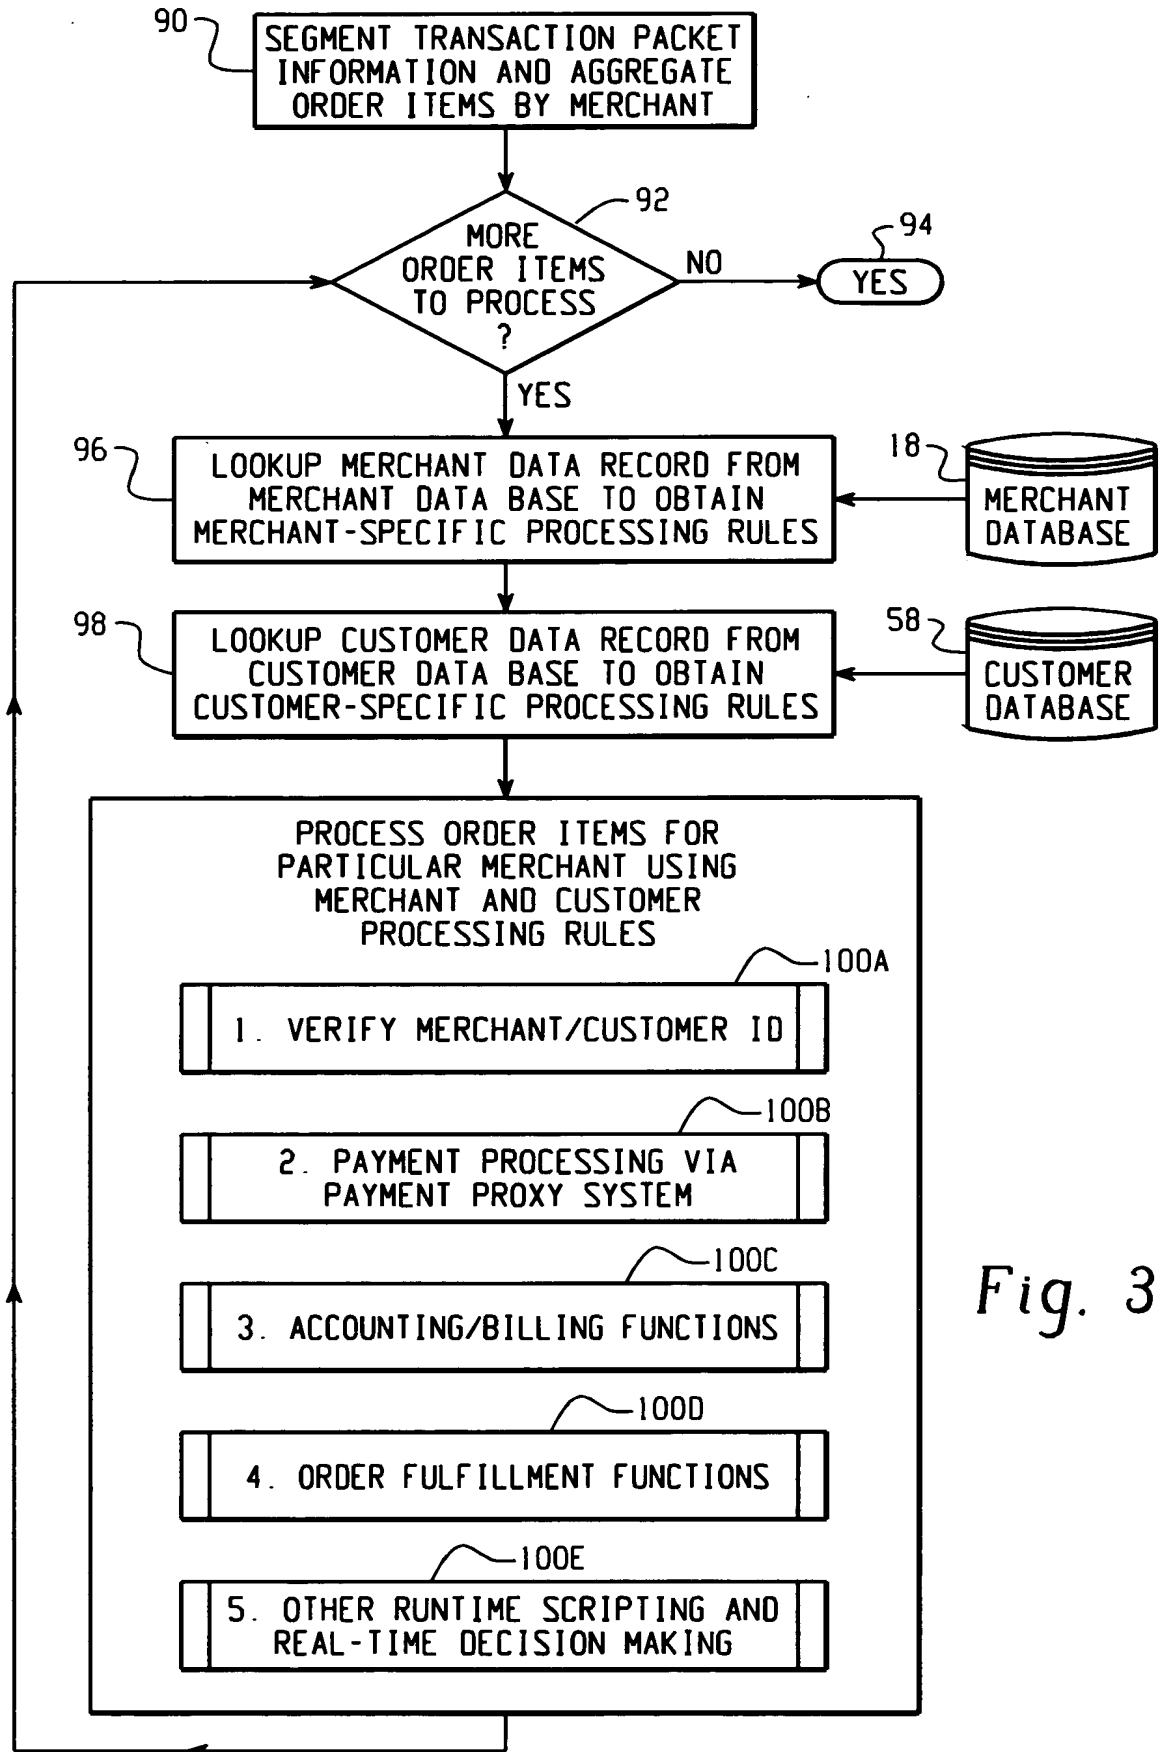 90
SEGMENT TRANSACTION PACKET
INFORMATION AND AGGREGATE
ORDER ITEMS BY MERCHANT
92
MORE
ORDER ITEMS
TO PROCESS
?
NO
94
YES
YES
96
LOOKUP MERCHANT DATA RECORD FROM
MERCHANT DATA BASE TO OBTAIN
MERCHANT-SPECIFIC PROCESSING RULES
18
MERCHANT
DATABASE
98
LOOKUP CUSTOMER DATA RECORD FROM
CUSTOMER DATA BASE TO OBTAIN
CUSTOMER-SPECIFIC PROCESSING RULES
58
CUSTOMER
DATABASE
PROCESS ORDER ITEMS FOR
PARTICULAR MERCHANT USING
MERCHANT AND CUSTOMER
PROCESSING RULES
100A
1. VERIFY MERCHANT/CUSTOMER ID
100B
2. PAYMENT PROCESSING VIA
PAYMENT PROXY SYSTEM
100C
3. ACCOUNTING/BILLING FUNCTIONS
100D
4. ORDER FULFILLMENT FUNCTIONS
100E
5. OTHER RUNTIME SCRIPTING AND
REAL-TIME DECISION MAKING
Fig. 3